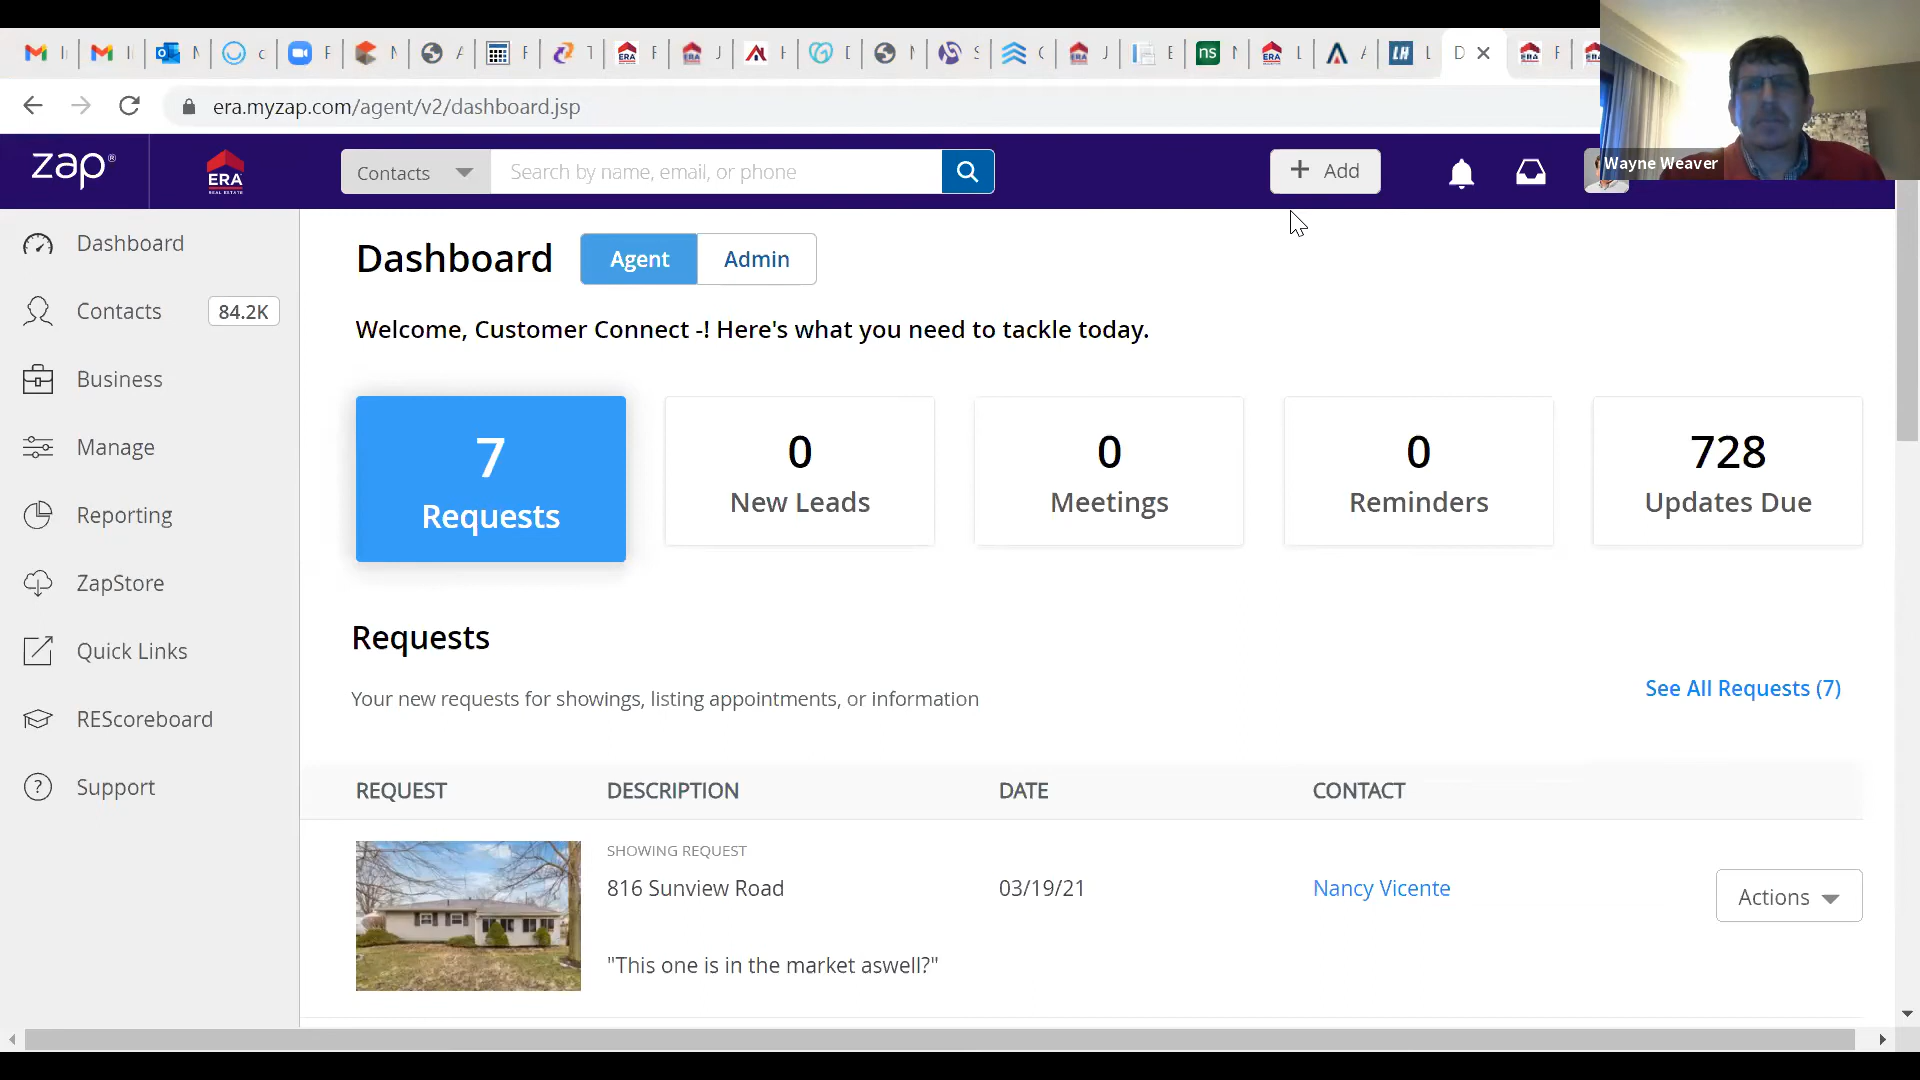 era.myzap.com/agent/v2/dashboard.jsp
zap®
ERA
REAL ESTATE
Contacts
Search by name, email, or phone
+ Add
Wayne Weaver
Dashboard
Contacts 84.2K
Business
Manage
Reporting
ZapStore
Quick Links
REScoreboard
Support
Dashboard Agent Admin
Welcome, Customer Connect -! Here's what you need to tackle today.
7
Requests
0
New Leads
0
Meetings
0
Reminders
728
Updates Due
Requests
Your new requests for showings, listing appointments, or information
See All Requests (7)
REQUEST DESCRIPTION DATE CONTACT
SHOWING REQUEST
816 Sunview Road 03/19/21 Nancy Vicente
Actions
"This one is in the market aswell?"